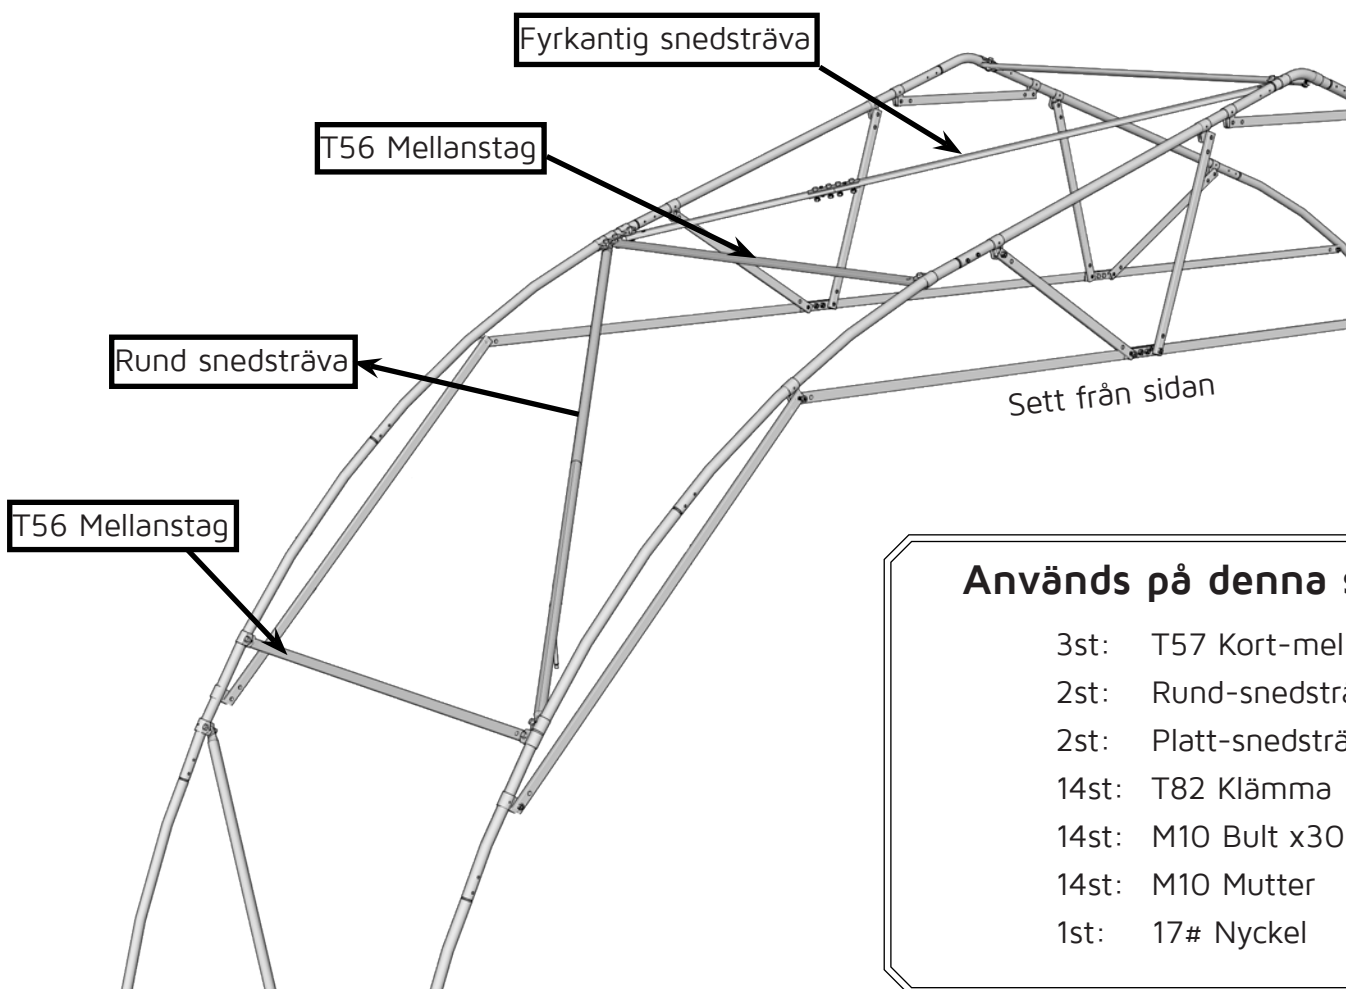 Fyrkantig snedsträva
T56 Mellanstag
Rund snedsträva
Sett från sidan
T56 Mellanstag
Används på denna
3st: T57 Kort-mel
2st: Rund-snedstr
2st: Platt-snedsträ
14st: T82 Klämma
14st: M10 Bult x30
14st: M10 Mutter
1st: 17# Nyckel